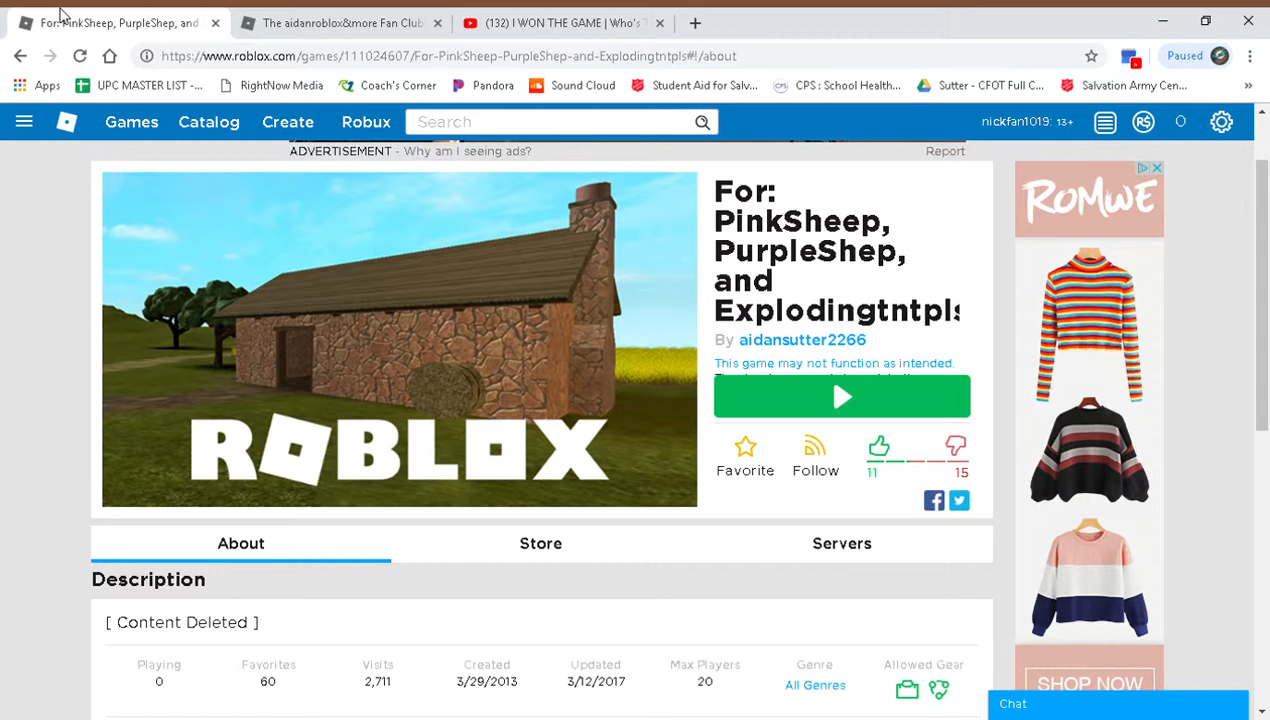 For: PinkSheep, PurpleShep, and
The aidanroblox&more Fan Club
(132) I WON THE GAME | Who's T
https://www.roblox.com/games/111024607/For-PinkSheep-PurpleShep-and-Explodingtntpls#!/about
Paused
Apps
UPC MASTER LIST -...
RightNow Media
Coach's Corner
Pandora
Sound Cloud
Student Aid for Salv...
CPS : School Health...
Sutter - CFOT Full C...
Salvation Army Cen...
»
Games
Catalog
Create
Robux
Search
nickfan1019: 13+
R$
0
ADVERTISEMENT - Why am I seeing ads?
Report
ROBLOX
For:
PinkSheep,
PurpleShep,
and
Explodingtntpls
By aidansutter2266
This game may not function as intended.
Favorite
Follow
11
15
ROMWE
SHOP NOW
About
Store
Servers
Description
[ Content Deleted ]
Playing
0
Favorites
60
Visits
2,711
Created
3/29/2013
Updated
3/12/2017
Max Players
20
Genre
All Genres
Allowed Gear
Chat